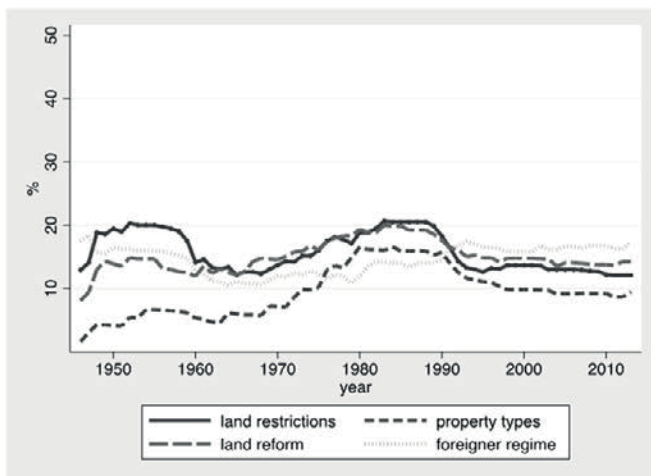 50
40
30
20
10
%
1950 1960 1970 1980 1990 2000 2010
year
land restrictions property types
land reform foreigner regime